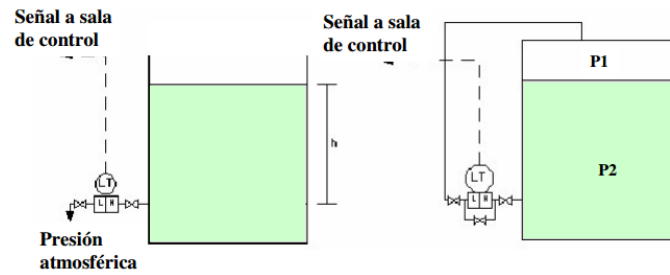 Señal a sala
de control
h
LT
L H
Presión
atmosférica
Señal a sala
de control
P1
LT
L H
P2